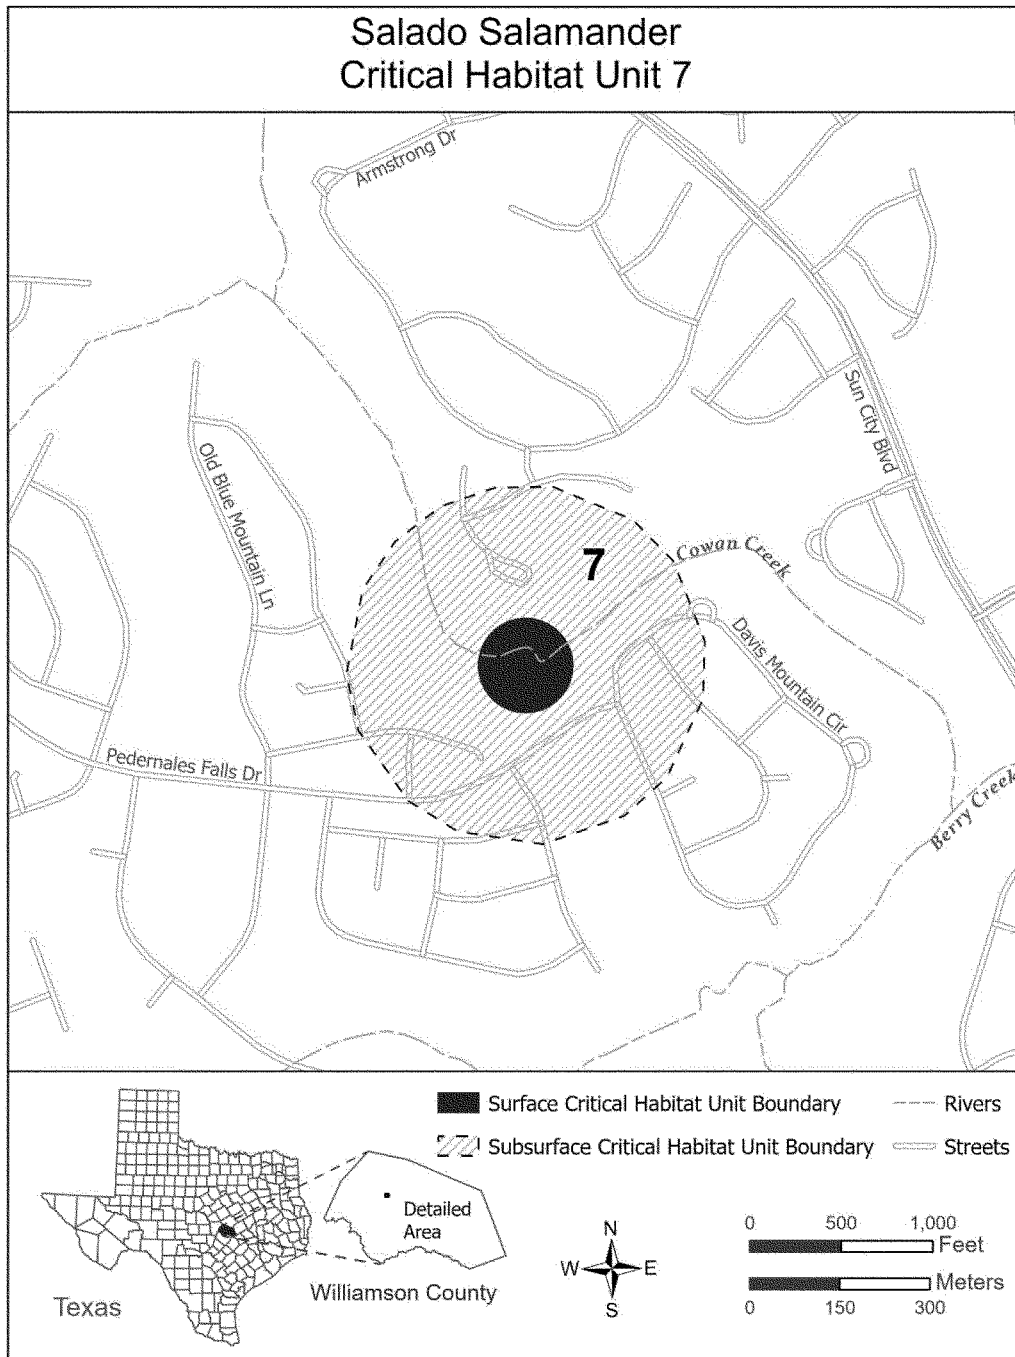 Salado Salamander
Critical Habitat Unit 7
Armstrong Dr
Sun City Blvd
Old Blue Mountain Ln
7
Cowan Creek
Davis Mountain Cir
Pedernales Falls Dr
Berry Creek
Surface Critical Habitat Unit Boundary
Rivers
Subsurface Critical Habitat Unit Boundary
Streets
Detailed
Area
Williamson County
Texas
N
W
E
S
0 500 1,000
Feet
Meters
0 150 300